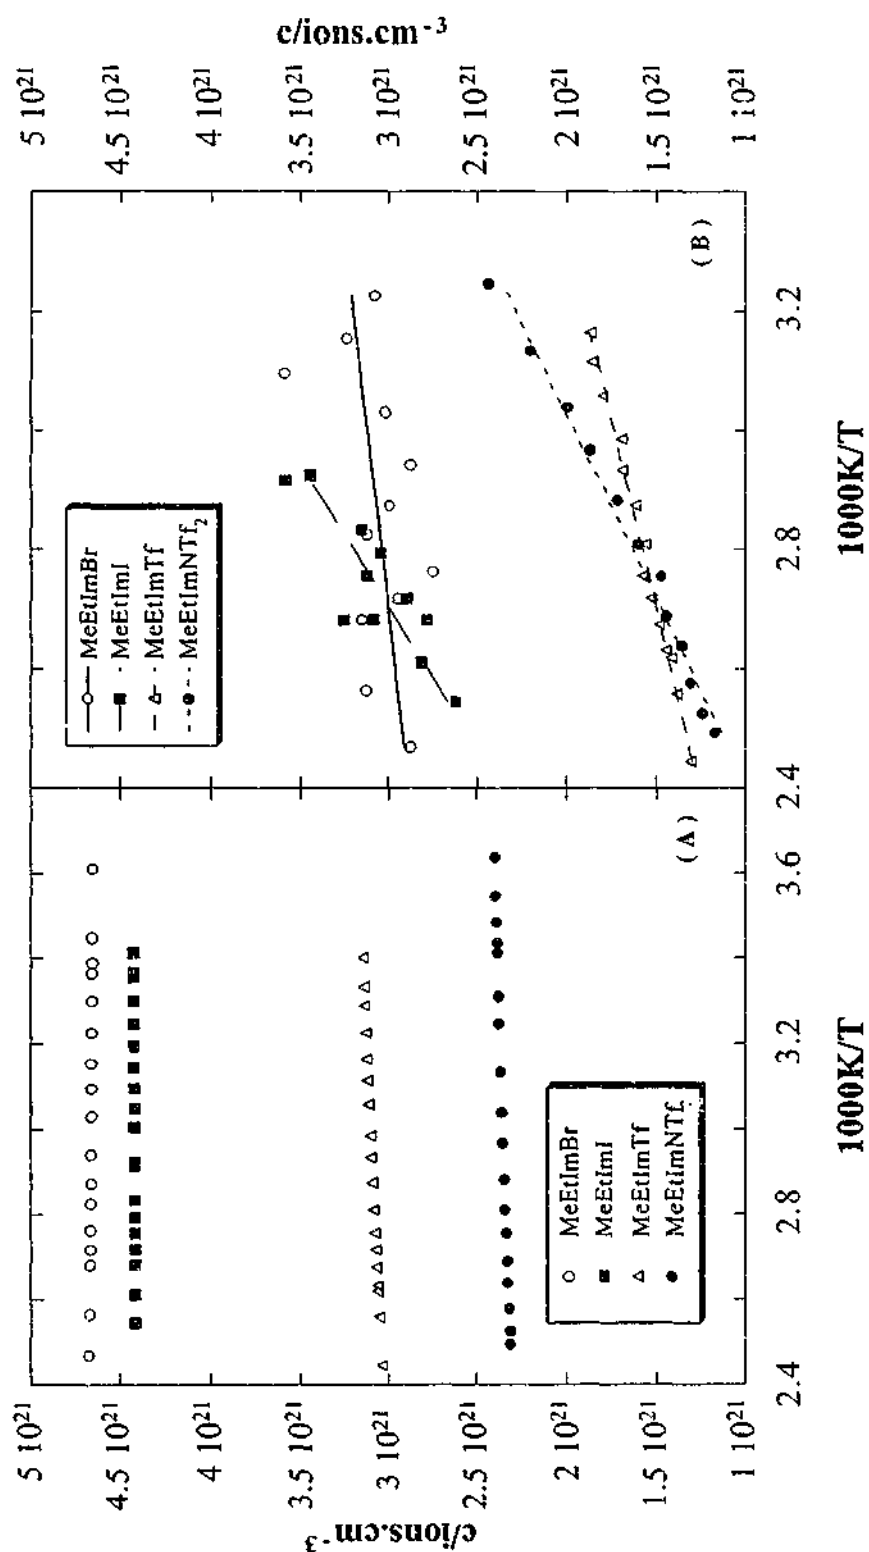 c/ions.cm⁻³
5 10²¹
4.5 10²¹
4 10²¹
3.5 10²¹
3 10²¹
2.5 10²¹
2 10²¹
1.5 10²¹
1 10²¹
MeEtImBr
MeEtImI
MeEtImTf
MeEtImNTf
(A)
2.4
2.8
3.2
3.6
1000K/T
MeEtImBr
MeEtImI
MeEtImTf
MeEtImNTf₂
(B)
2.4
2.8
3.2
1000K/T
5 10²¹
4.5 10²¹
4 10²¹
3.5 10²¹
3 10²¹
2.5 10²¹
2 10²¹
1.5 10²¹
1 10²¹
c/ions.cm⁻³